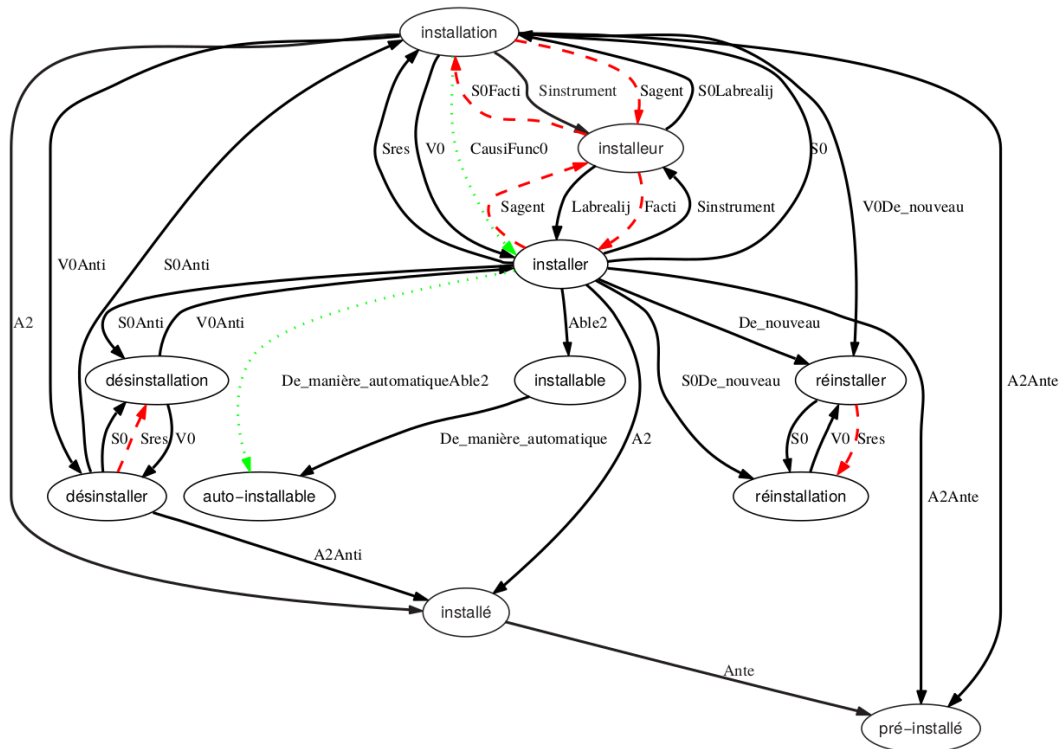 installation
S0Facti
Sinstrument
Sagent
S0Labrealij
Sres
V0
CausiFunc0
installeur
S0
Sagent
Labrealij
Facti
Sinstrument
V0De_nouveau
V0Anti
S0Anti
installer
A2
S0Anti
V0Anti
Able2
De_nouveau
désinstallation
De_manière_automatiqueAble2
installable
S0De_nouveau
réinstaller
A2Ante
S0
Sres
V0
De_manière_automatique
A2
S0
V0
Sres
désinstaller
auto-installable
réinstallation
A2Ante
A2Anti
installé
Ante
pré-installé